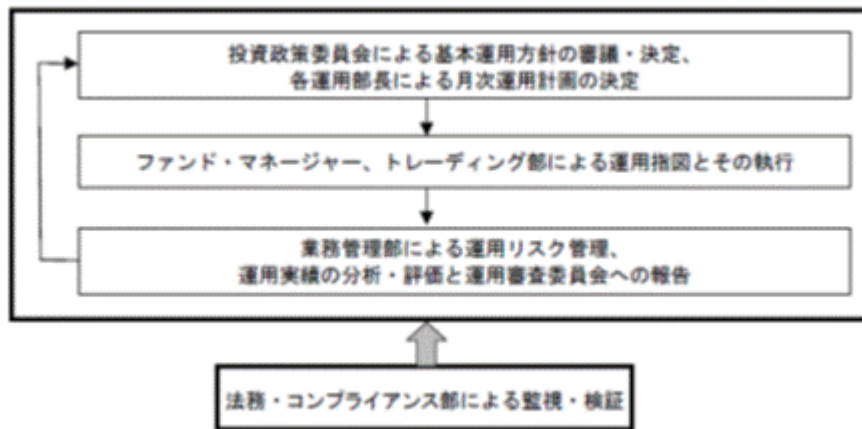 投資政策委員会による基本運用方針の審議・決定、
各運用部長による月次運用計画の決定
ファンド・マネージャー、トレーディング部による運用指図とその執行
業務管理部による運用リスク管理、
運用実績の分析・評価と運用審査委員会への報告
法務・コンプライアンス部による監視・検証